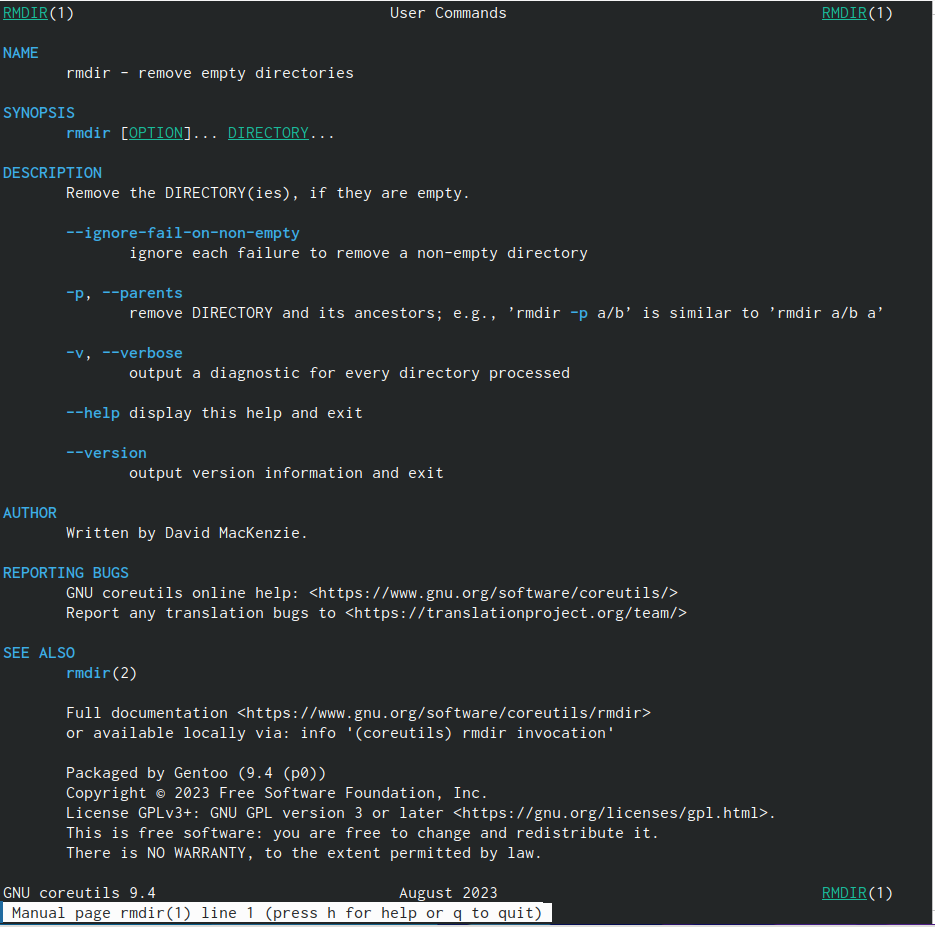 RMDIR(1) User Commands RMDIR(1)
NAME
rmdir - remove empty directories
SYNOPSIS
rmdir [OPTION]... DIRECTORY...
DESCRIPTION
Remove the DIRECTORY(ies), if they are empty.
--ignore-fail-on-non-empty
ignore each failure to remove a non-empty directory
-p, --parents
remove DIRECTORY and its ancestors; e.g., ’rmdir -p a/b’ is similar to ’rmdir a/b a’
-v, --verbose
output a diagnostic for every directory processed
--help display this help and exit
--version
output version information and exit
AUTHOR
Written by David MacKenzie.
REPORTING BUGS
GNU coreutils online help: <https://www.gnu.org/software/coreutils/>
Report any translation bugs to <https://translationproject.org/team/>
SEE ALSO
rmdir(2)
Full documentation <https://www.gnu.org/software/coreutils/rmdir>
or available locally via: info '(coreutils) rmdir invocation'
Packaged by Gentoo (9.4 (p0))
Copyright © 2023 Free Software Foundation, Inc.
License GPLv3+: GNU GPL version 3 or later <https://gnu.org/licenses/gpl.html>.
This is free software: you are free to change and redistribute it.
There is NO WARRANTY, to the extent permitted by law.
GNU coreutils 9.4 August 2023 RMDIR(1)
Manual page rmdir(1) line 1 (press h for help or q to quit)